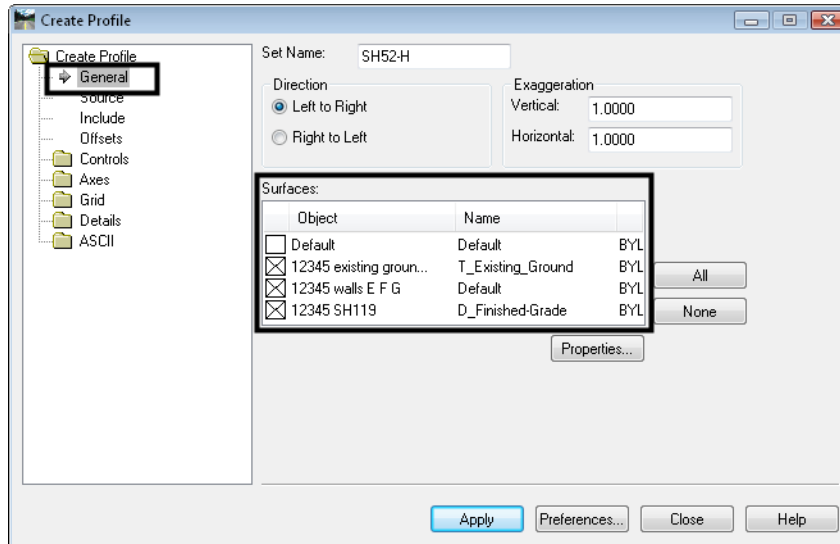 Create Profile
Create Profile
General
Source
Include
Offsets
Controls
Axes
Grid
Details
ASCII
Set Name: SH52-H
Direction
Left to Right
Right to Left
Exaggeration
Vertical: 1.0000
Horizontal: 1.0000
Surfaces:
Object Name
Default Default BYL
12345 existing groun... T_Existing_Ground BYL
12345 walls E F G Default BYL
12345 SH119 D_Finished-Grade BYL
All
None
Properties...
Apply Preferences... Close Help